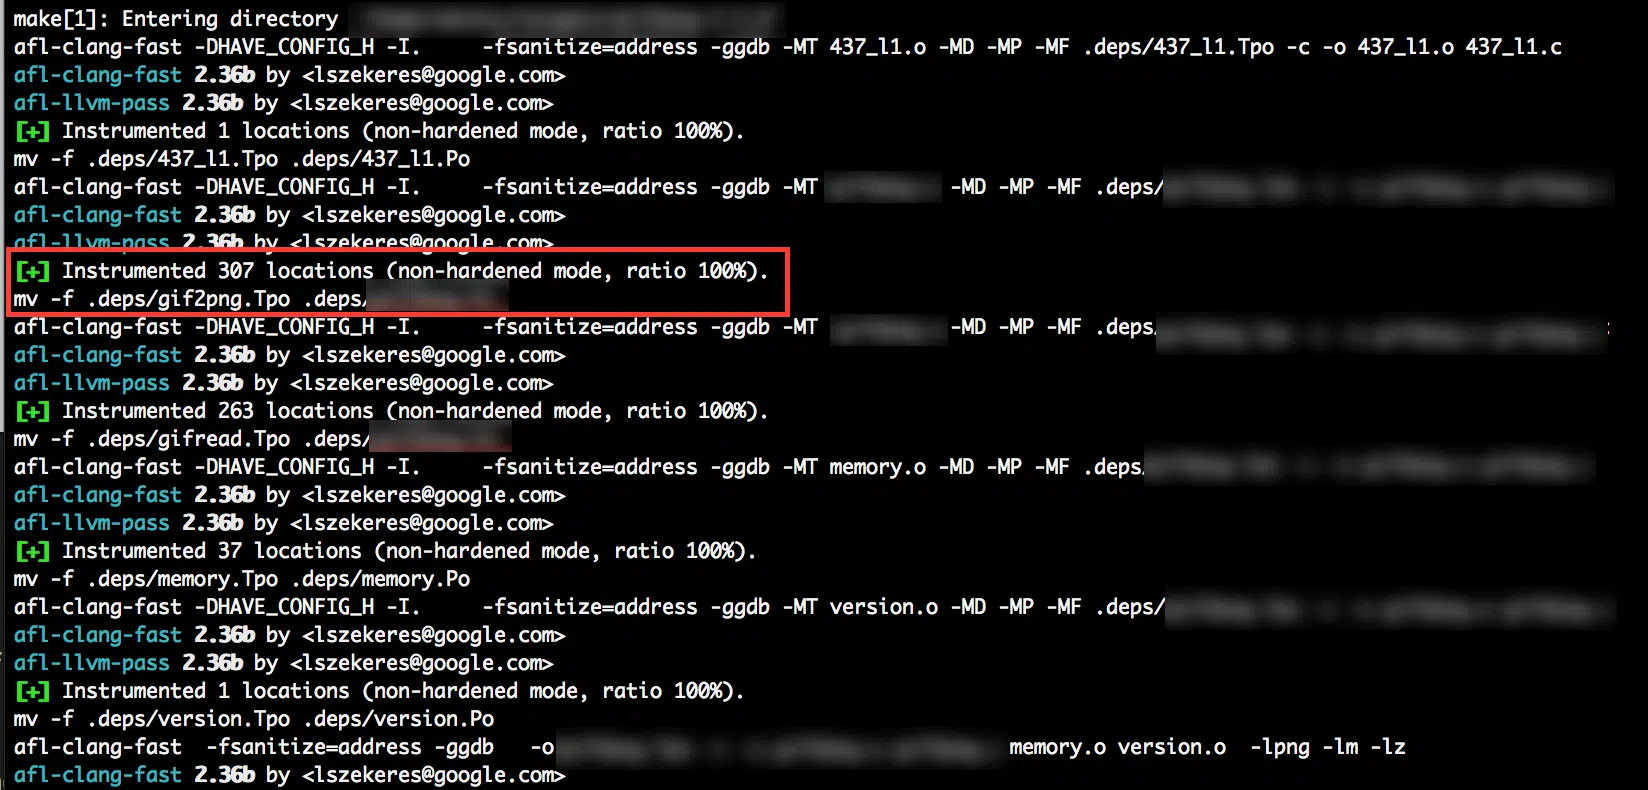 make[1]: Entering directory
afl-clang-fast -DHAVE_CONFIG_H -I.     -fsanitize=address -ggdb -MT 437_l1.o -MD -MP -MF .deps/437_l1.Tpo -c -o 437_l1.o 437_l1.c
afl-clang-fast 2.36b by <lszekeres@google.com>
afl-llvm-pass 2.36b by <lszekeres@google.com>
[+] Instrumented 1 locations (non-hardened mode, ratio 100%).
mv -f .deps/437_l1.Tpo .deps/437_l1.Po
afl-clang-fast -DHAVE_CONFIG_H -I.     -fsanitize=address -ggdb -MT -MD -MP -MF .deps/
afl-clang-fast 2.36b by <lszekeres@google.com>
afl-llvm-pass 2.36b by <lszekeres@google.com>
[+] Instrumented 307 locations (non-hardened mode, ratio 100%).
mv -f .deps/gif2png.Tpo .deps/
afl-clang-fast -DHAVE_CONFIG_H -I.     -fsanitize=address -ggdb -MT -MD -MP -MF .deps
afl-clang-fast 2.36b by <lszekeres@google.com>
afl-llvm-pass 2.36b by <lszekeres@google.com>
[+] Instrumented 263 locations (non-hardened mode, ratio 100%).
mv -f .deps/gifread.Tpo .deps/
afl-clang-fast -DHAVE_CONFIG_H -I.     -fsanitize=address -ggdb -MT memory.o -MD -MP -MF .deps
afl-clang-fast 2.36b by <lszekeres@google.com>
afl-llvm-pass 2.36b by <lszekeres@google.com>
[+] Instrumented 37 locations (non-hardened mode, ratio 100%).
mv -f .deps/memory.Tpo .deps/memory.Po
afl-clang-fast -DHAVE_CONFIG_H -I.     -fsanitize=address -ggdb -MT version.o -MD -MP -MF .deps/
afl-clang-fast 2.36b by <lszekeres@google.com>
afl-llvm-pass 2.36b by <lszekeres@google.com>
[+] Instrumented 1 locations (non-hardened mode, ratio 100%).
mv -f .deps/version.Tpo .deps/version.Po
afl-clang-fast  -fsanitize=address -ggdb   -o memory.o version.o  -lpng -lm -lz
afl-clang-fast 2.36b by <lszekeres@google.com>